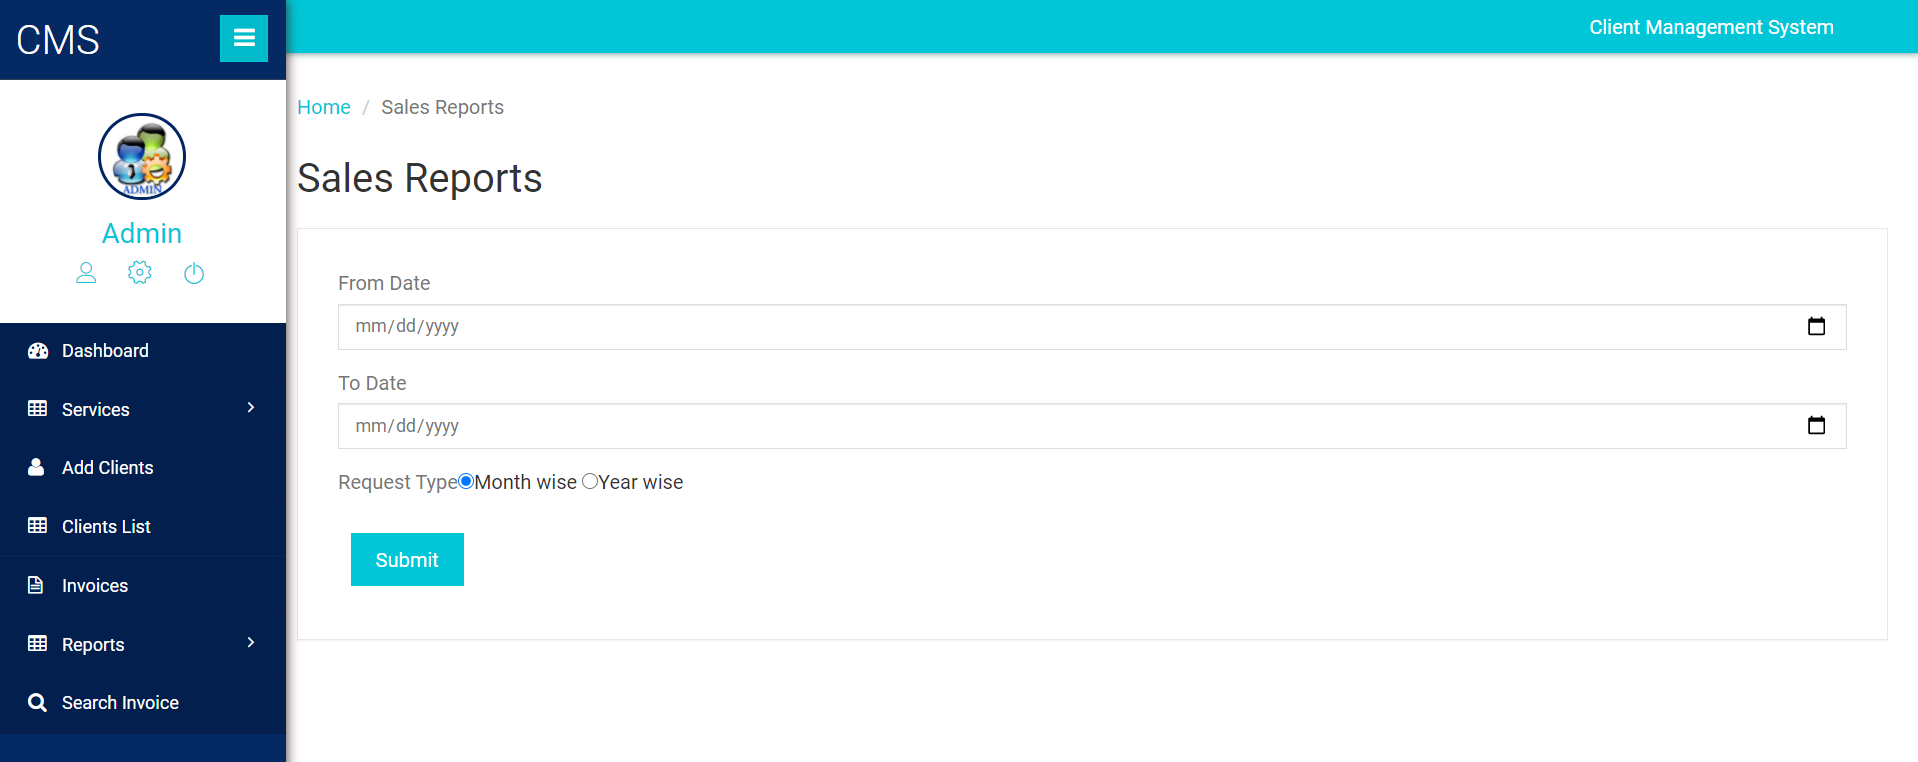 CMS
Client Management System
ADMIN
Admin
Dashboard
Services
Add Clients
Clients List
Invoices
Reports
Search Invoice
Home / Sales Reports
Sales Reports
From Date
mm/dd/yyyy
To Date
mm/dd/yyyy
Request Type Month wise Year wise
Submit